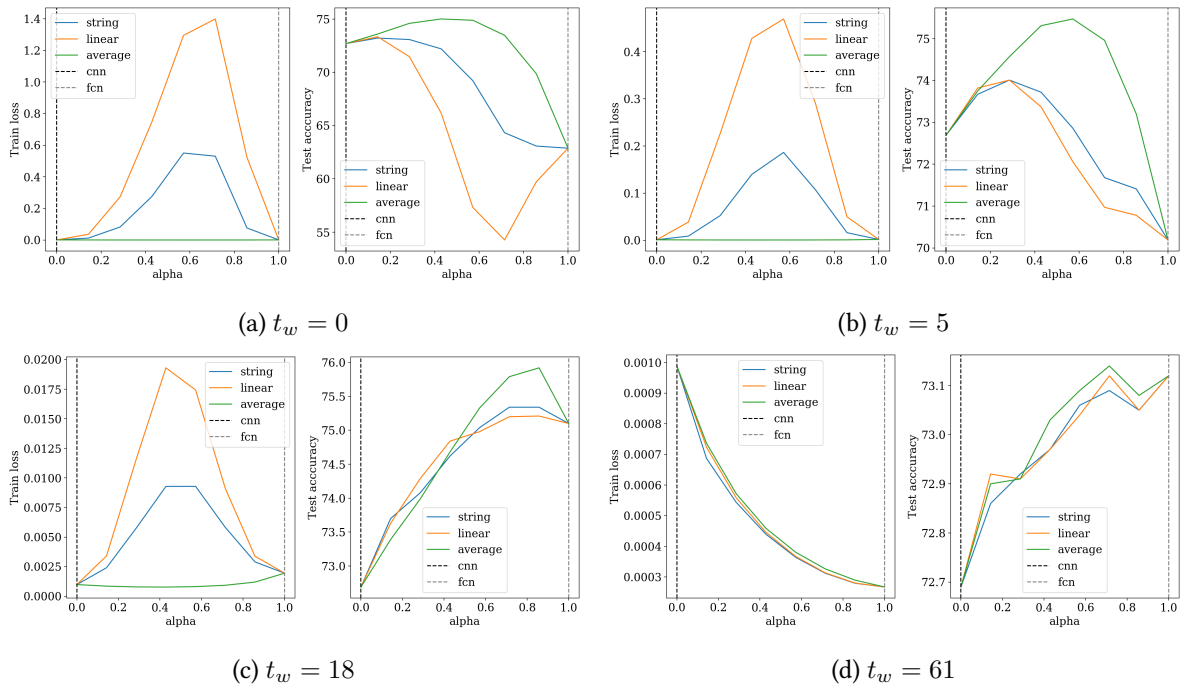 1.4
1.2
1.0
0.8
0.6
0.4
0.2
0.0
Train loss
string
linear
average
cnn
fcn
0.0 0.2 0.4 0.6 0.8 1.0
alpha
75
70
65
60
55
Test acccuracy
string
linear
average
cnn
fcn
0.0 0.2 0.4 0.6 0.8 1.0
alpha
(a) t_w = 0
0.4
0.3
0.2
0.1
0.0
Train loss
string
linear
average
cnn
fcn
0.0 0.2 0.4 0.6 0.8 1.0
alpha
75
74
73
72
71
70
Test acccuracy
string
linear
average
cnn
fcn
0.0 0.2 0.4 0.6 0.8 1.0
alpha
(b) t_w = 5
0.0200
0.0175
0.0150
0.0125
0.0100
0.0075
0.0050
0.0025
0.0000
Train loss
string
linear
average
cnn
fcn
0.0 0.2 0.4 0.6 0.8 1.0
alpha
76.0
75.5
75.0
74.5
74.0
73.5
73.0
Test acccuracy
string
linear
average
cnn
fcn
0.0 0.2 0.4 0.6 0.8 1.0
alpha
(c) t_w = 18
0.0010
0.0009
0.0008
0.0007
0.0006
0.0005
0.0004
0.0003
Train loss
string
linear
average
cnn
fcn
0.0 0.2 0.4 0.6 0.8 1.0
alpha
73.1
73.0
72.9
72.8
72.7
Test acccuracy
string
linear
average
cnn
fcn
0.0 0.2 0.4 0.6 0.8 1.0
alpha
(d) t_w = 61